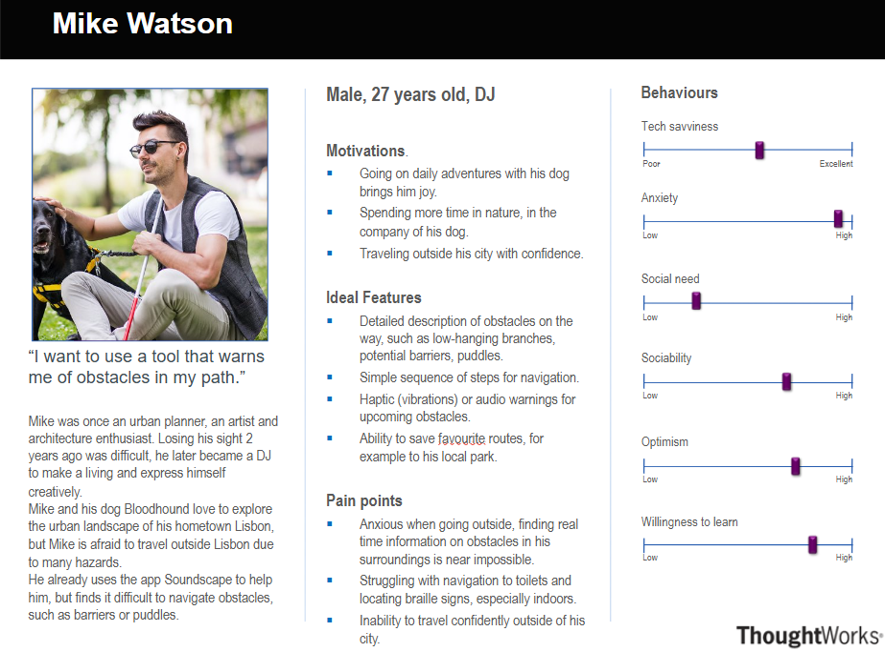 Mike Watson
“I want to use a tool that warns
me of obstacles in my path.”
Mike was once an urban planner, an artist and
architecture enthusiast. Losing his sight 2
years ago was difficult, he later became a DJ
to make a living and express himself
creatively.
Mike and his dog Bloodhound love to explore
the urban landscape of his hometown Lisbon,
but Mike is afraid to travel outside Lisbon due
to many hazards.
He already uses the app Soundscape to help
him, but finds it difficult to navigate obstacles,
such as barriers or puddles.
Male, 27 years old, DJ
Motivations.
Going on daily adventures with his dog
brings him joy.
Spending more time in nature, in the
company of his dog.
Traveling outside his city with confidence.
Ideal Features
Detailed description of obstacles on the
way, such as low-hanging branches,
potential barriers, puddles.
Simple sequence of steps for navigation.
Haptic (vibrations) or audio warnings for
upcoming obstacles.
Ability to save favourite routes, for
example to his local park.
Pain points
Anxious when going outside, finding real
time information on obstacles in his
surroundings is near impossible.
Struggling with navigation to toilets and
locating braille signs, especially indoors.
Inability to travel confidently outside of his
city.
Behaviours
Tech savviness
Poor Excellent
Anxiety
Low High
Social need
Low High
Sociability
Low High
Optimism
Low High
Willingness to learn
Low High
ThoughtWorks®